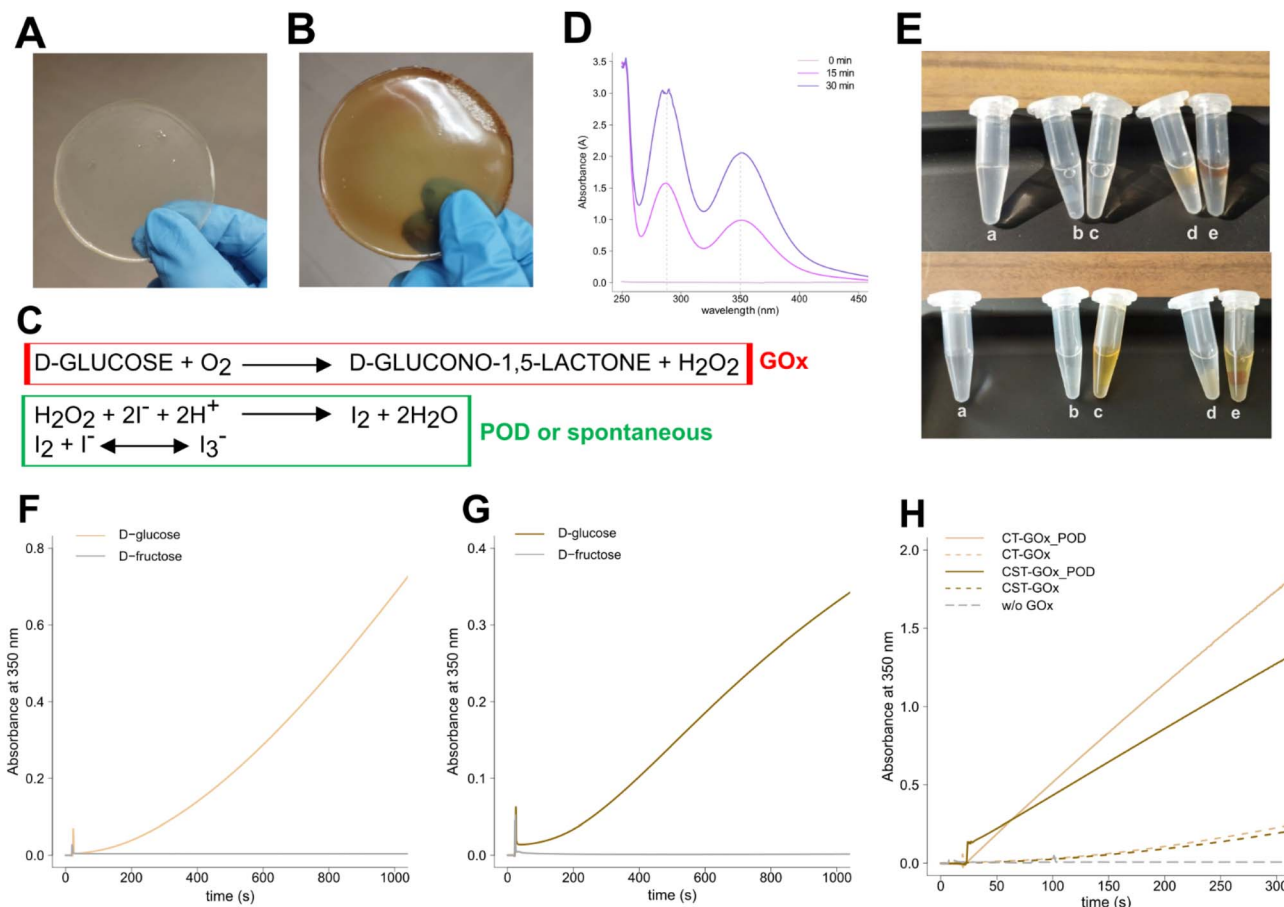 A
B
D
3.5
3.0
2.5
2.0
1.5
1.0
0.5
0.0
Absorbance (A)
250
300
350
400
450
wavelength (nm)
0 min
15 min
30 min
E
a
b
c
d
e
a
b
c
d
e
C
D-GLUCOSE + O₂ ⟶ D-GLUCONO-1,5-LACTONE + H₂O₂
GOx
H₂O₂ + 2I⁻ + 2H⁺ ⟶ I₂ + 2H₂O
I₂ + I⁻ ⟷ I₃⁻
POD or spontaneous
F
D−glucose
D−fructose
0.8
0.6
0.4
0.2
0.0
Absorbance at 350 nm
0
200
400
600
800
1000
time (s)
G
D−glucose
D−fructose
0.4
0.3
0.2
0.1
0.0
Absorbance at 350 nm
0
200
400
600
800
1000
time (s)
H
CT-GOx_POD
CT-GOx
CST-GOx_POD
CST-GOx
w/o GOx
2.0
1.5
1.0
0.5
0.0
Absorbance at 350 nm
0
50
100
150
200
250
300
time (s)